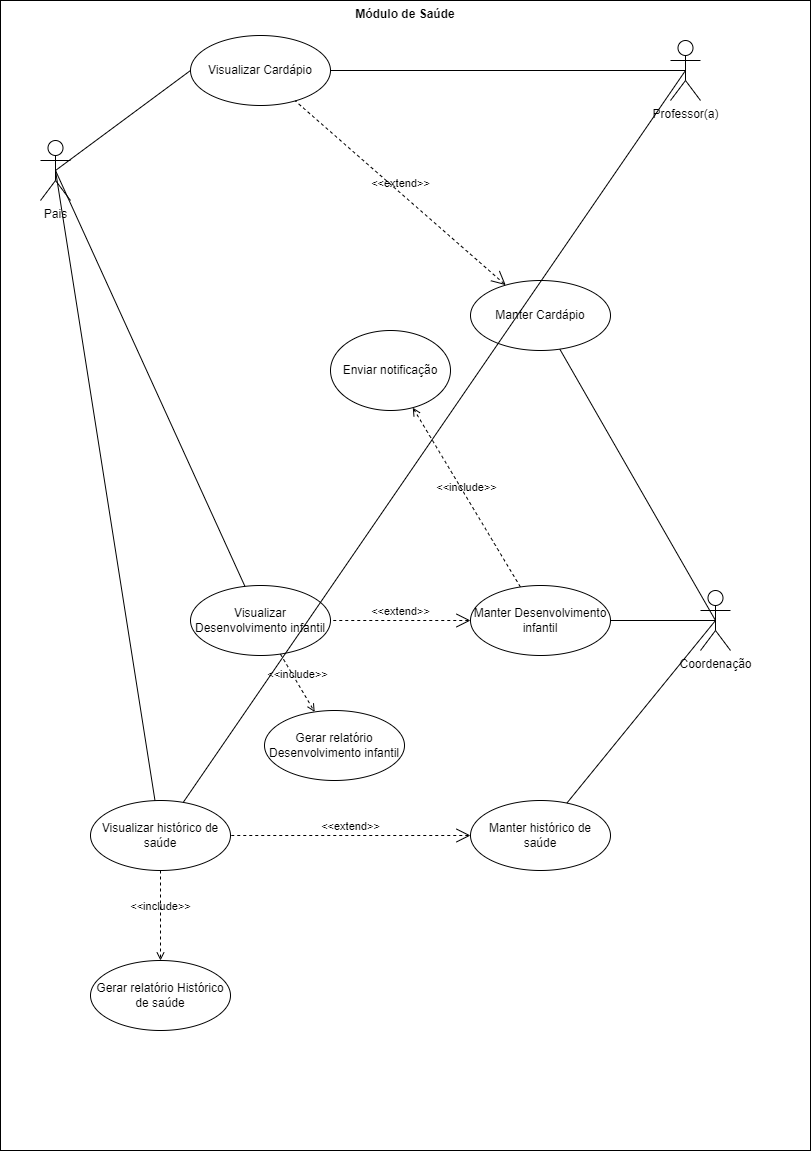 Módulo de Saúde
Visualizar Cardápio
Professor(a)
Pais
<<extend>>
Manter Cardápio
Enviar notificação
<<include>>
Visualizar
Desenvolvimento infantil
<<extend>>
Manter Desenvolvimento
infantil
Coordenação
<<include>>
Gerar relatório
Desenvolvimento infantil
Visualizar histórico de
saúde
<<extend>>
Manter histórico de
saúde
<<include>>
Gerar relatório Histórico
de saúde